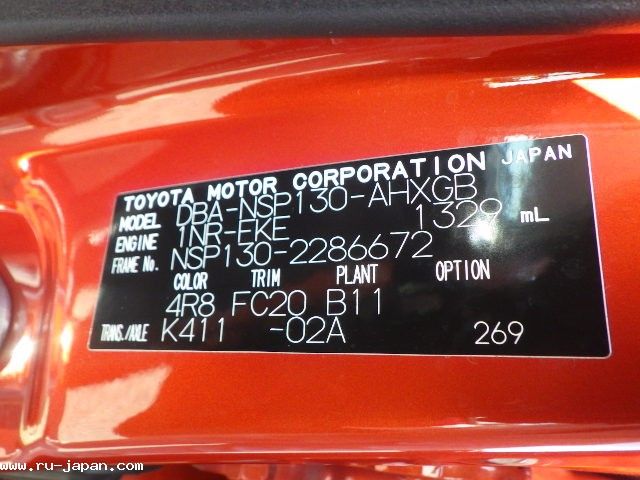 TOYOTA MOTOR CORPORATION JAPAN
MODEL DBA-NSP130-AHXGB
ENGINE 1NR-FKE 1329 mL
FRAME No. NSP130-2286672
COLOR TRIM PLANT OPTION
4R8 FC20 B11
TRANS./AXLE K411 -02A 269
www.ru-japan.com